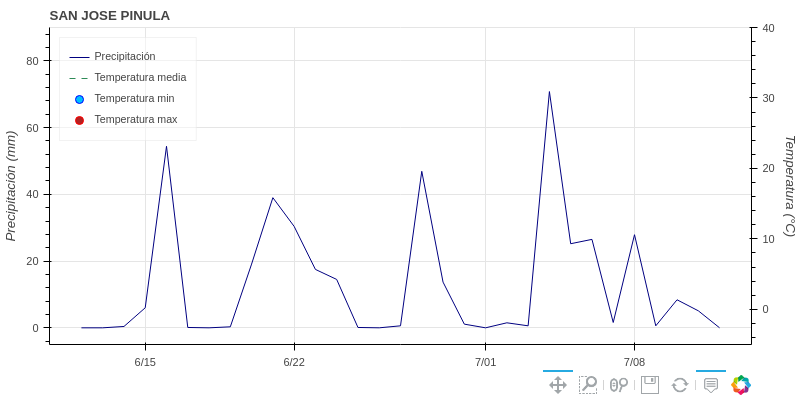 SAN JOSE PINULA
Precipitación
Temperatura media
Temperatura min
Temperatura max
Precipitación (mm)
80
60
40
20
0
40
30
20
10
0
Temperatura (°C)
6/15
6/22
7/01
7/08